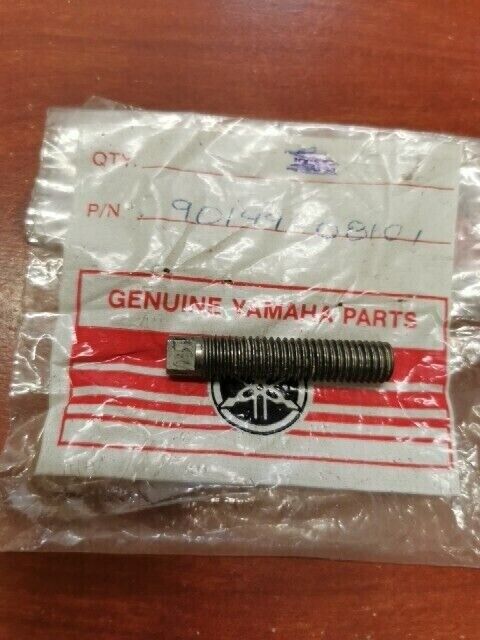 QTY.
P/N 90149 08101
GENUINE YAMAHA PARTS